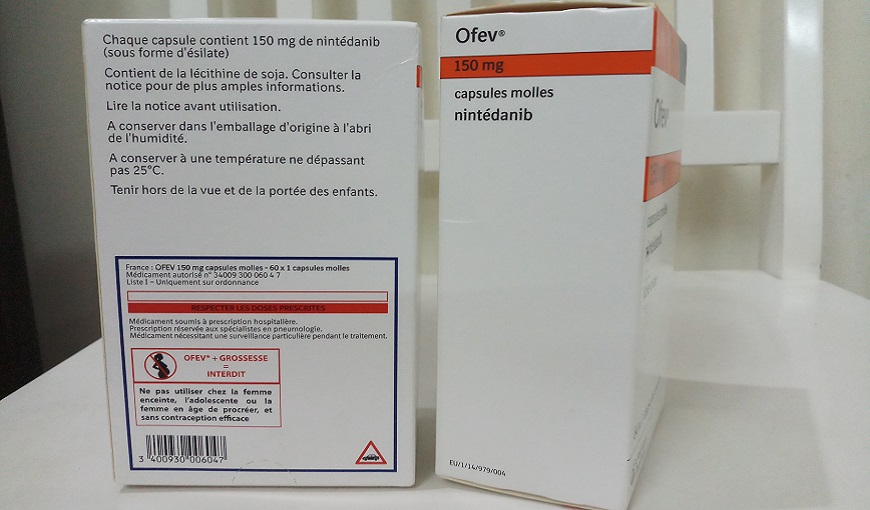 Chaque capsule contient 150 mg de nintédanib
(sous forme d'ésilate)
Contient de la lécithine de soja. Consulter la
notice pour de plus amples informations.
Lire la notice avant utilisation.
A conserver dans l'emballage d'origine à l'abri
de l'humidité.
A conserver à une température ne dépassant
pas 25°C.
Tenir hors de la vue et de la portée des enfants.
France : OFEV 150 mg capsules molles - 60 x 1 capsules molles
Médicament autorisé n° 34009 300 060 4 7
Liste I - Uniquement sur ordonnance
RESPECTER LES DOSES PRESCRITES
Médicament soumis à prescription hospitalière.
Prescription réservée aux spécialistes en pneumologie.
Médicament nécessitant une surveillance particulière pendant le traitement.
OFEV® + GROSSESSE
=
INTERDIT
Ne pas utiliser chez la femme
enceinte, l'adolescente ou la
femme en âge de procréer, et
sans contraception efficace
3 400930 006047
Ofev®
150 mg
capsules molles
nintédanib
EU/1/14/979/004
Ofev